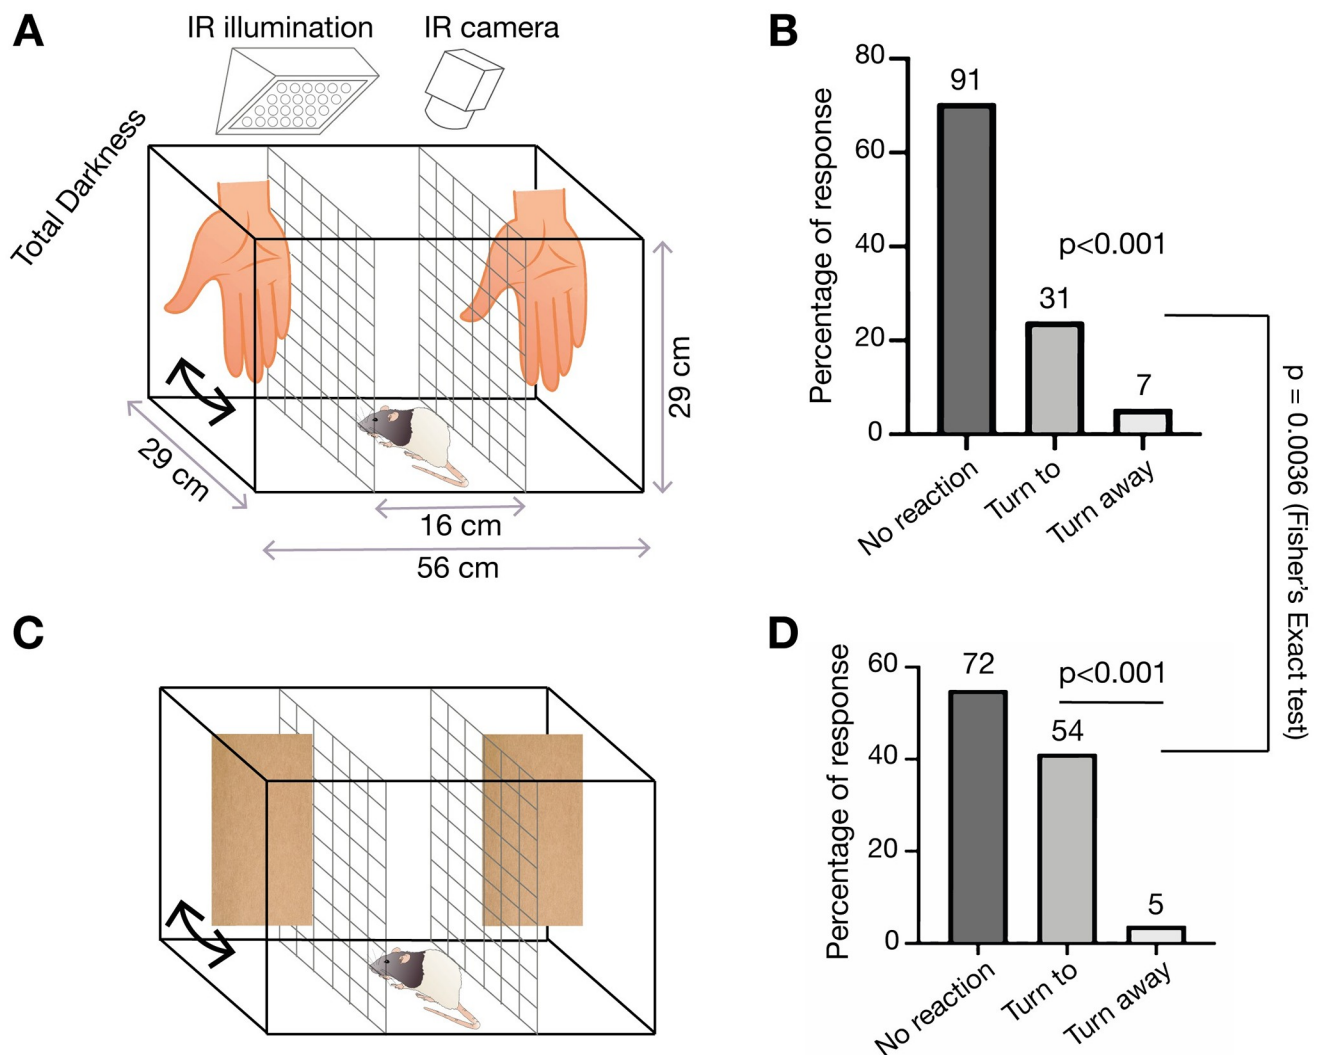 A
IR illumination
IR camera
Total Darkness
29 cm
29 cm
16 cm
56 cm
B
Percentage of response
80
60
40
20
0
91
31
7
p<0.001
No reaction
Turn to
Turn away
p = 0.0036 (Fisher's Exact test)
C
D
Percentage of response
60
40
20
0
72
54
5
p<0.001
No reaction
Turn to
Turn away